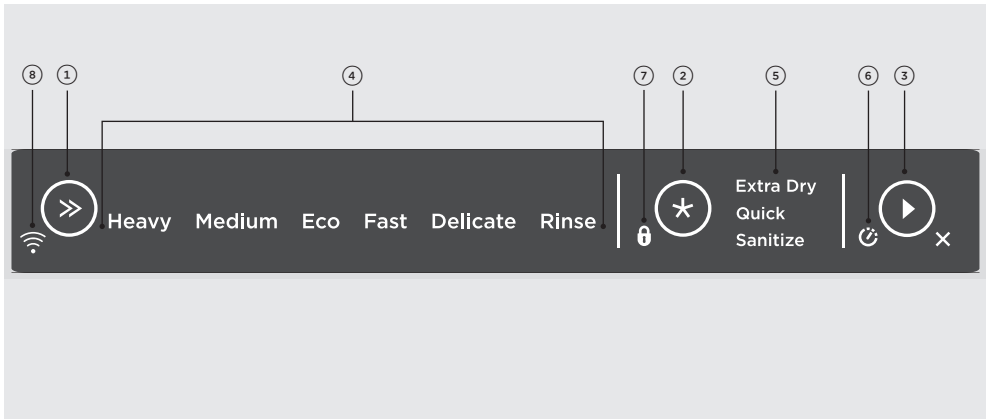 8 1 4 7 2 5 6 3
Heavy Medium Eco Fast Delicate Rinse
Extra Dry
Quick
Sanitize